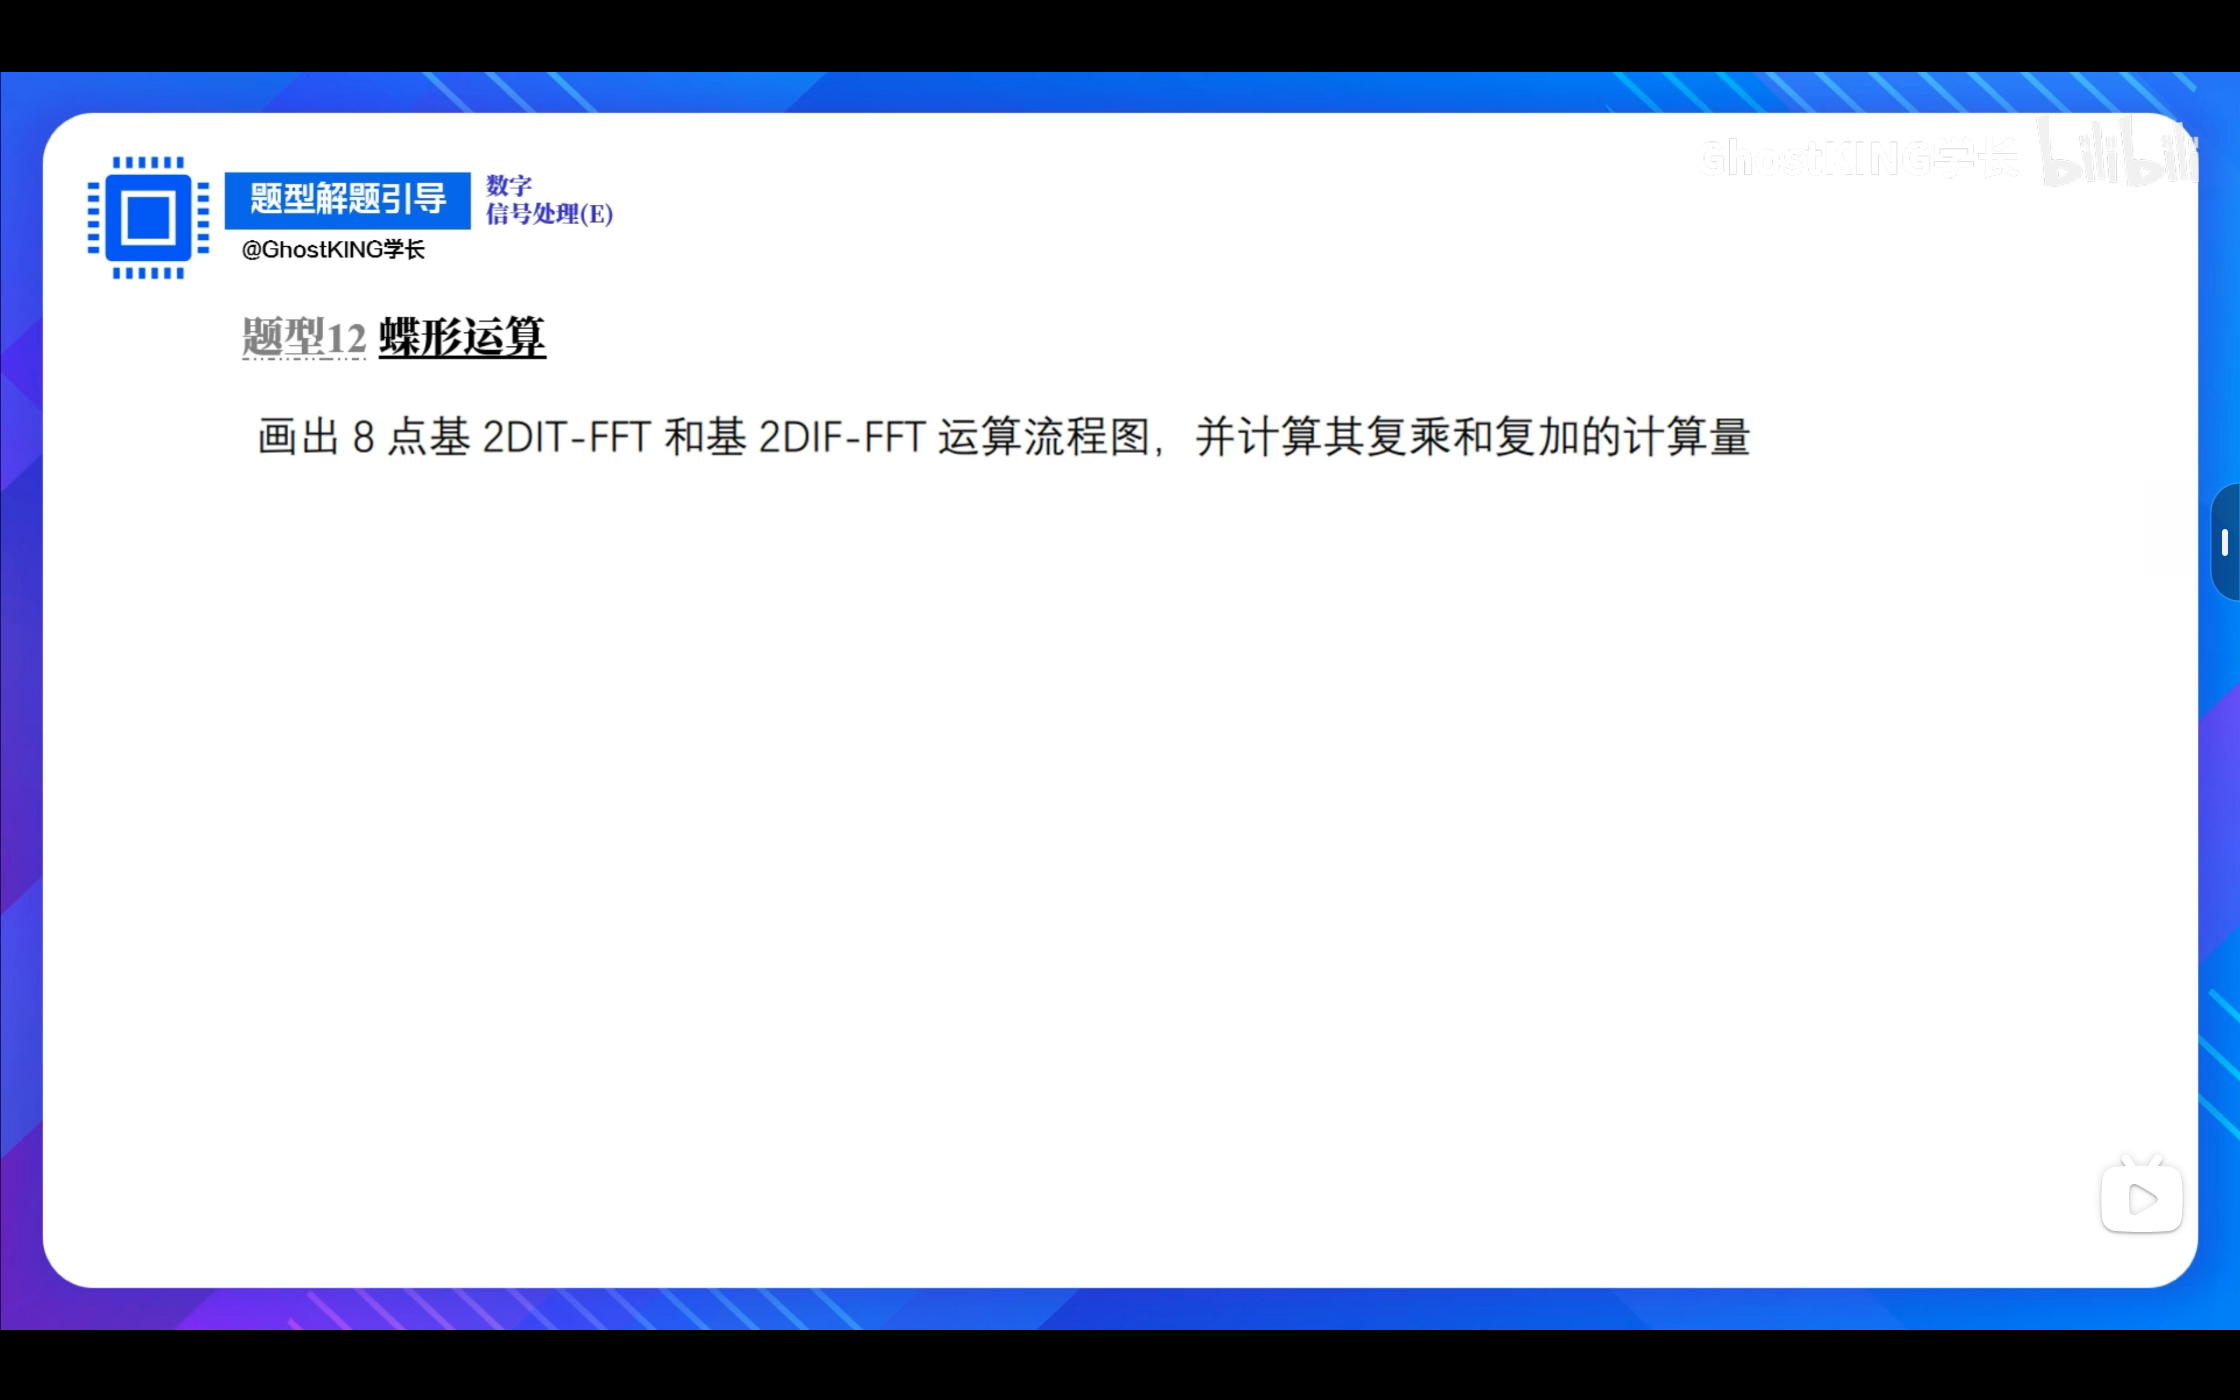 GhostKING学长 bilibili
题型解题引导
数字
信号处理(E)
@GhostKING学长
题型12 蝶形运算
画出 8 点基 2DIT-FFT 和基 2DIF-FFT 运算流程图，并计算其复乘和复加的计算量